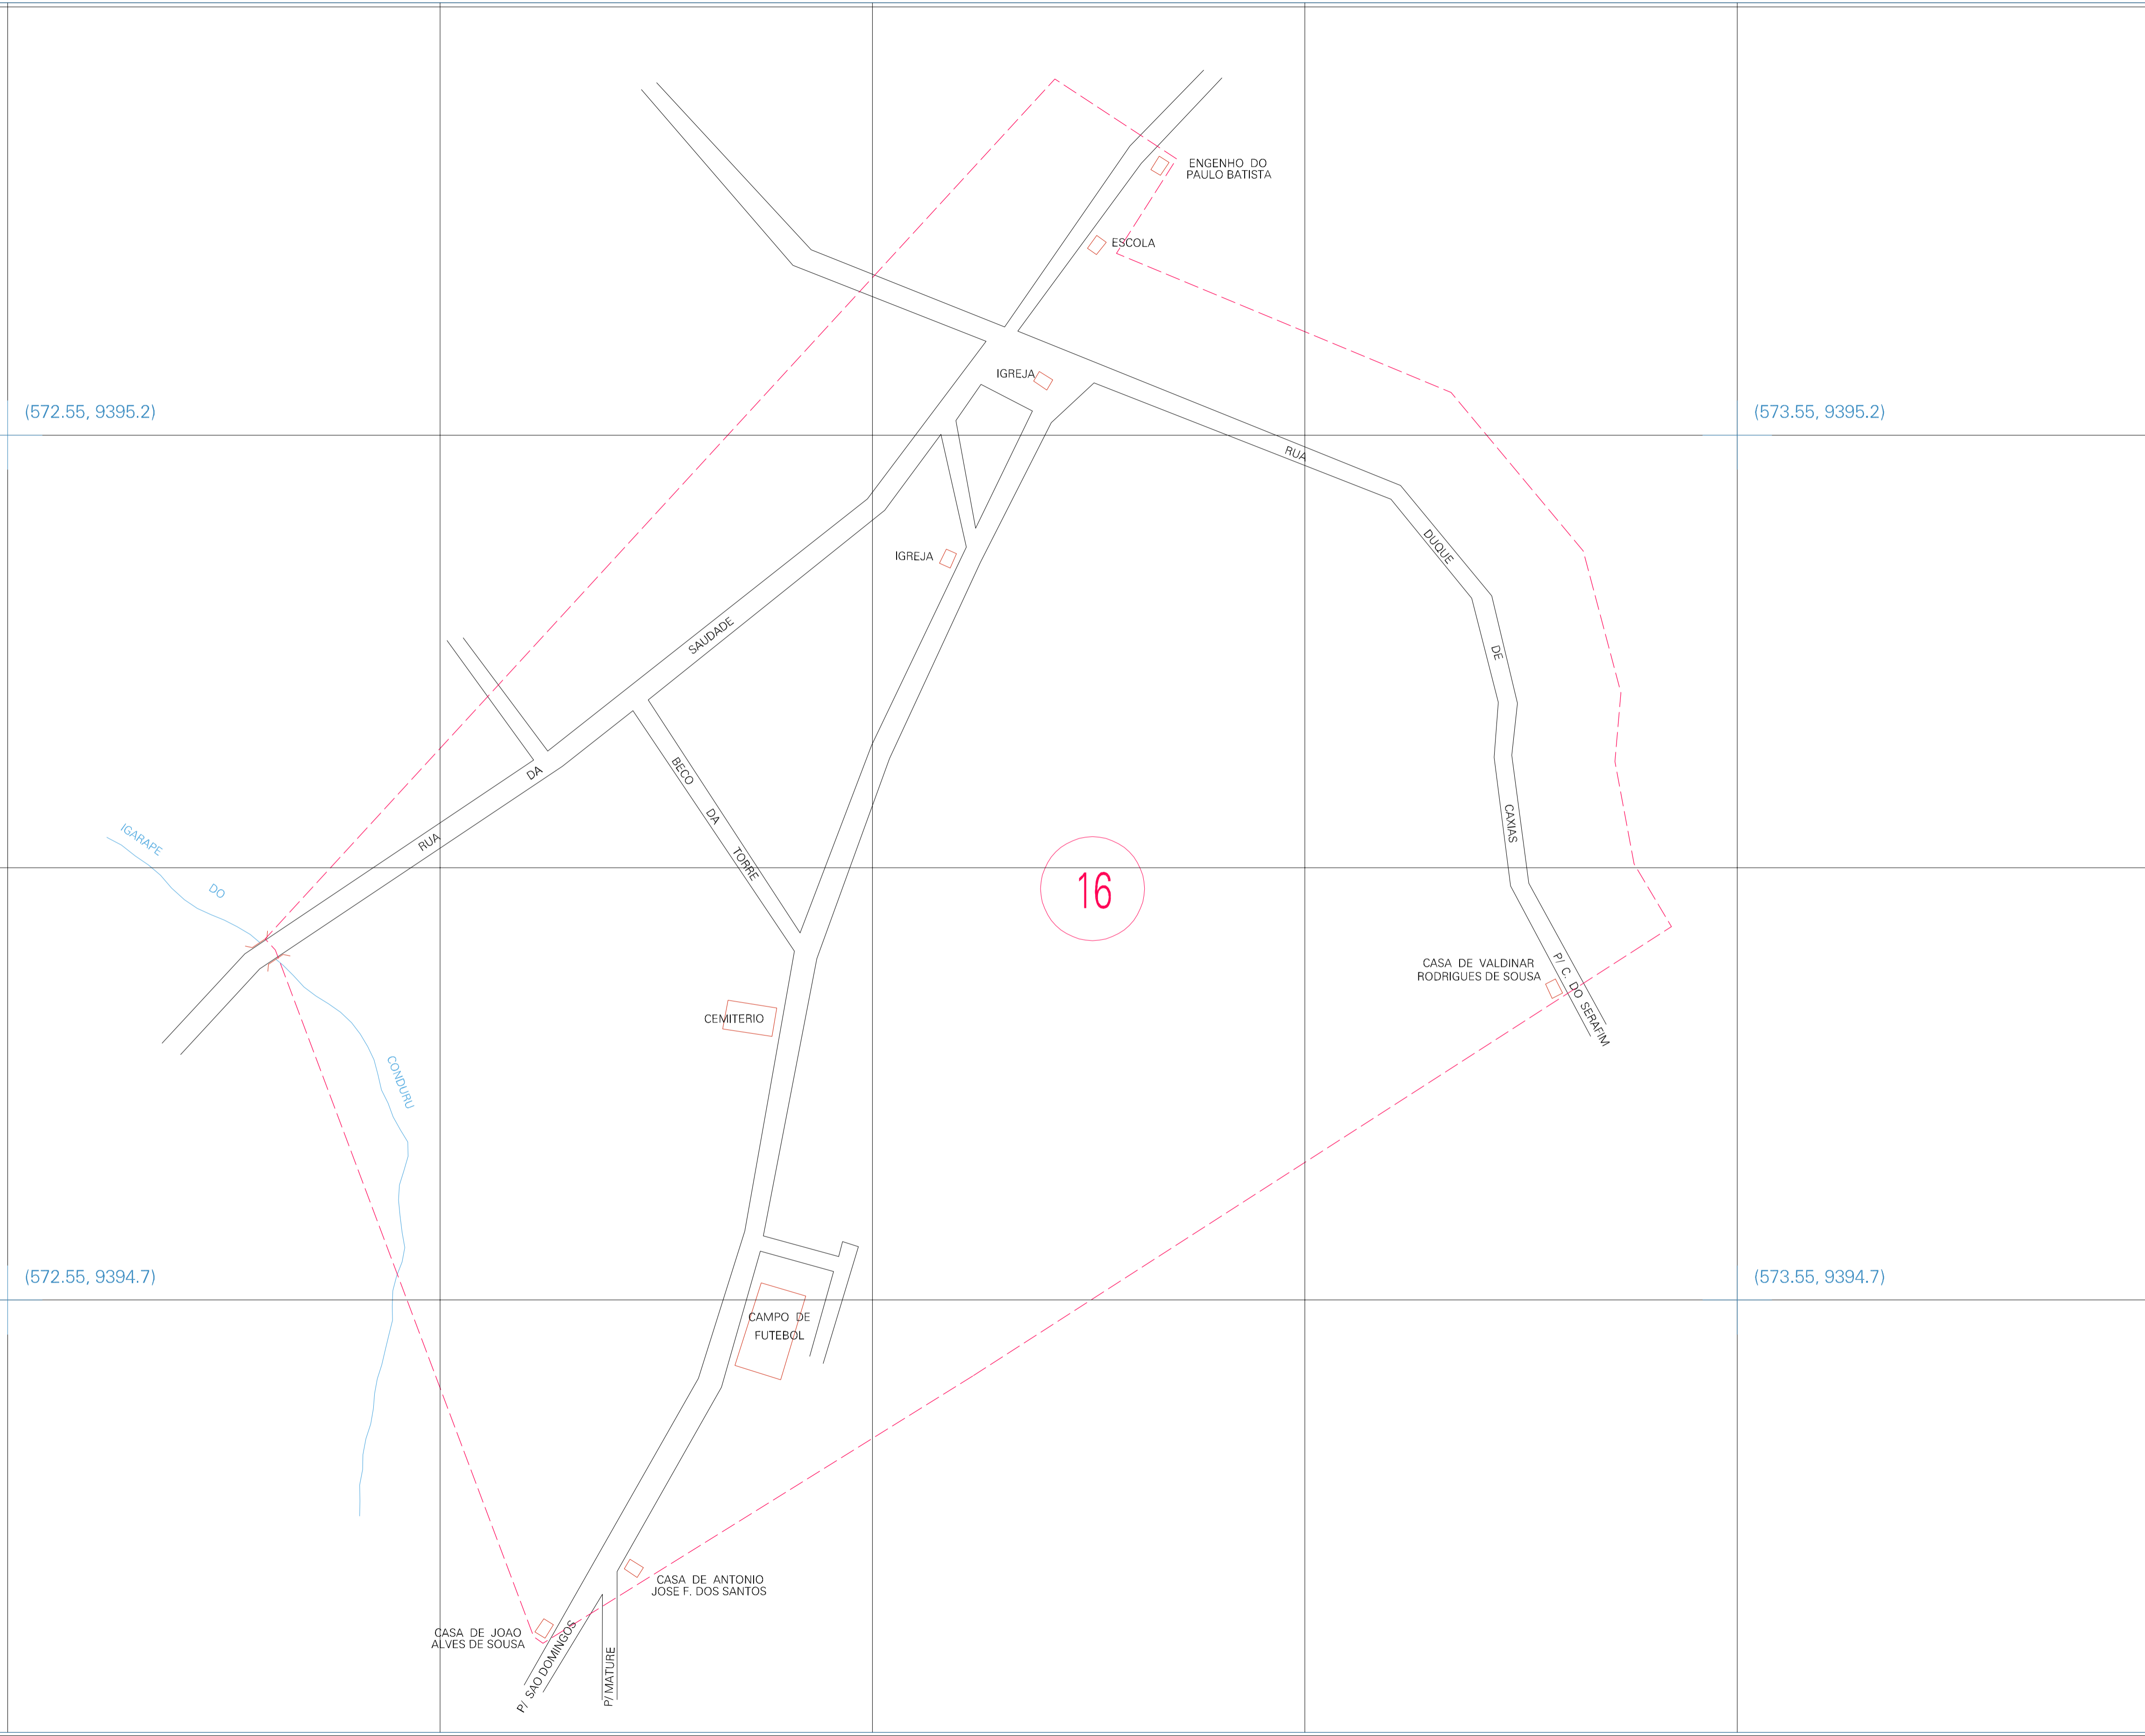 ENGENHO DO
PAULO BATISTA
ESCOLA
IGREJA
(572.55, 9395.2)
(573.55, 9395.2)
RUA
DUQUE
DE
CAXIAS
P/ C. DO SERAFIM
IGREJA
RUA
DA
SAUDADE
BECO
DA
TORRE
IGARAPE
DO
CONDURU
16
CASA DE VALDINAR
RODRIGUES DE SOUSA
CEMITERIO
(572.55, 9394.7)
(573.55, 9394.7)
CAMPO DE
FUTEBOL
CASA DE ANTONIO
JOSE F. DOS SANTOS
CASA DE JOAO
ALVES DE SOUSA
P/ SAO DOMINGOS
P/ MATURE